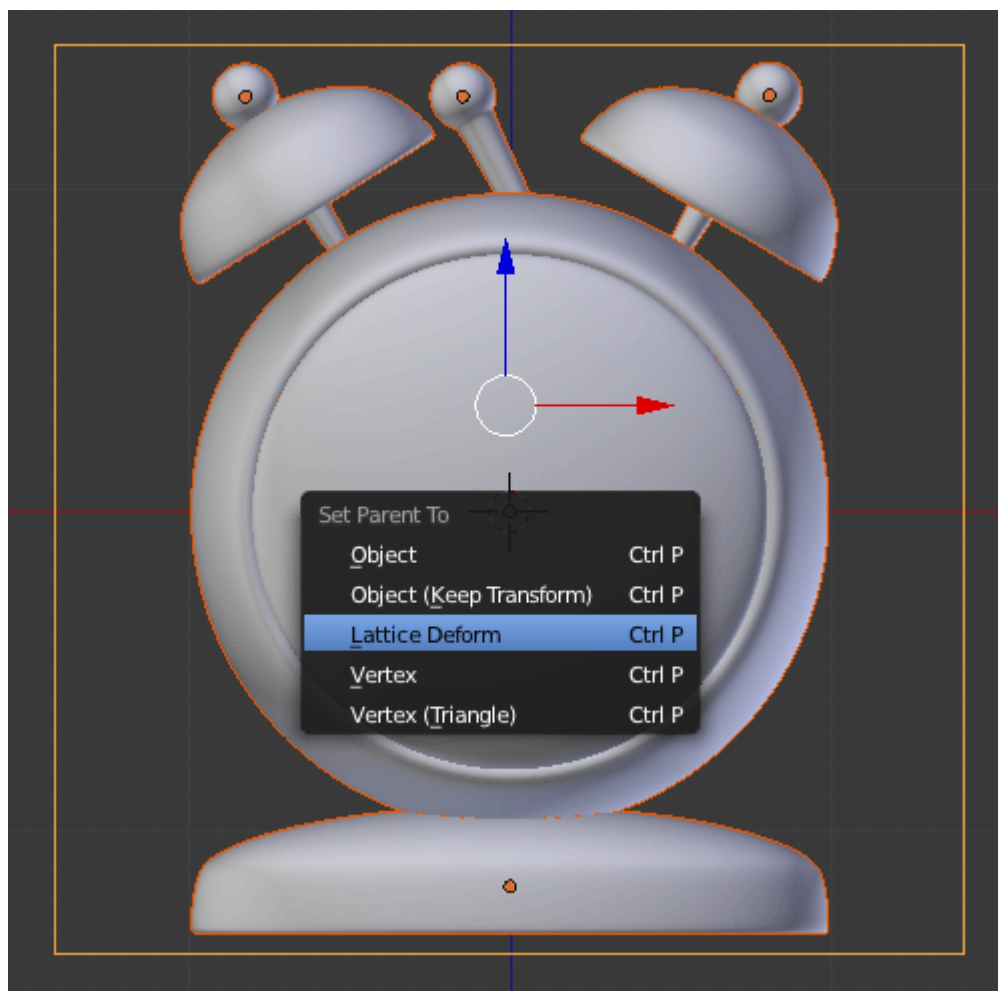 Set Parent To
Object Ctrl P
Object (Keep Transform) Ctrl P
Lattice Deform Ctrl P
Vertex Ctrl P
Vertex (Triangle) Ctrl P